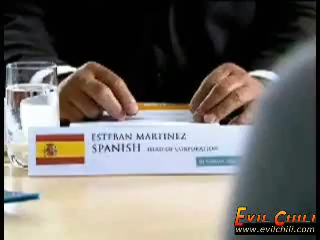 ESTEBAN MARTINEZ
SPANISH HEAD OF CORPORATION
EVIL CHILI
www.evilchili.com